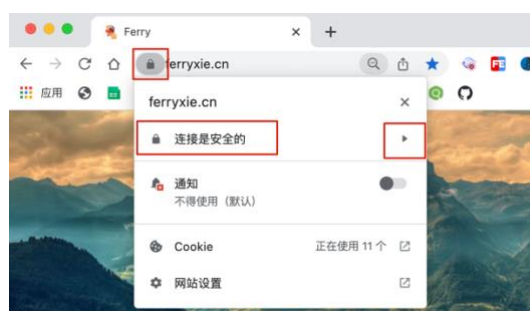 Ferry
ferryxie.cn
应用
ferryxie.cn
连接是安全的
通知
不得使用（默认）
Cookie
正在使用 11 个
网站设置